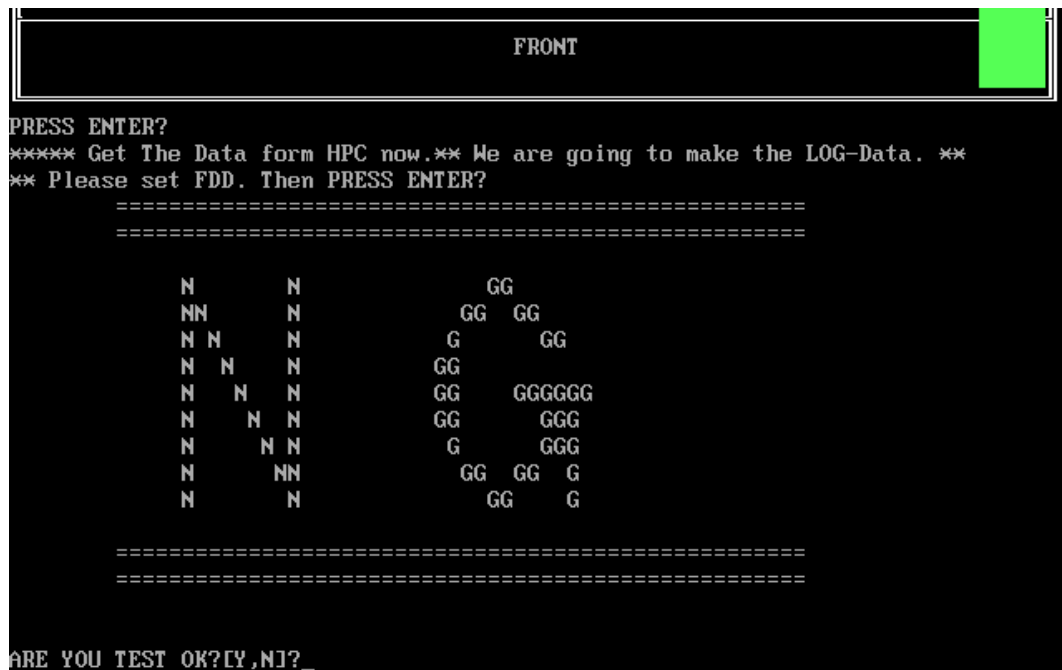 FRONT
PRESS ENTER?
***** Get The Data form HPC now.** We are going to make the LOG-Data. **
** Please set FDD. Then PRESS ENTER?
====================================================
====================================================
N       N              GG
NN      N            GG  GG
N N     N           G      GG
N  N    N          GG
N   N   N          GG    GGGGGG
N    N  N          GG      GGG
N     N N           G      GGG
N      NN            GG  GG  G
N       N              GG    G
====================================================
====================================================
ARE YOU TEST OK?[Y,N]?_